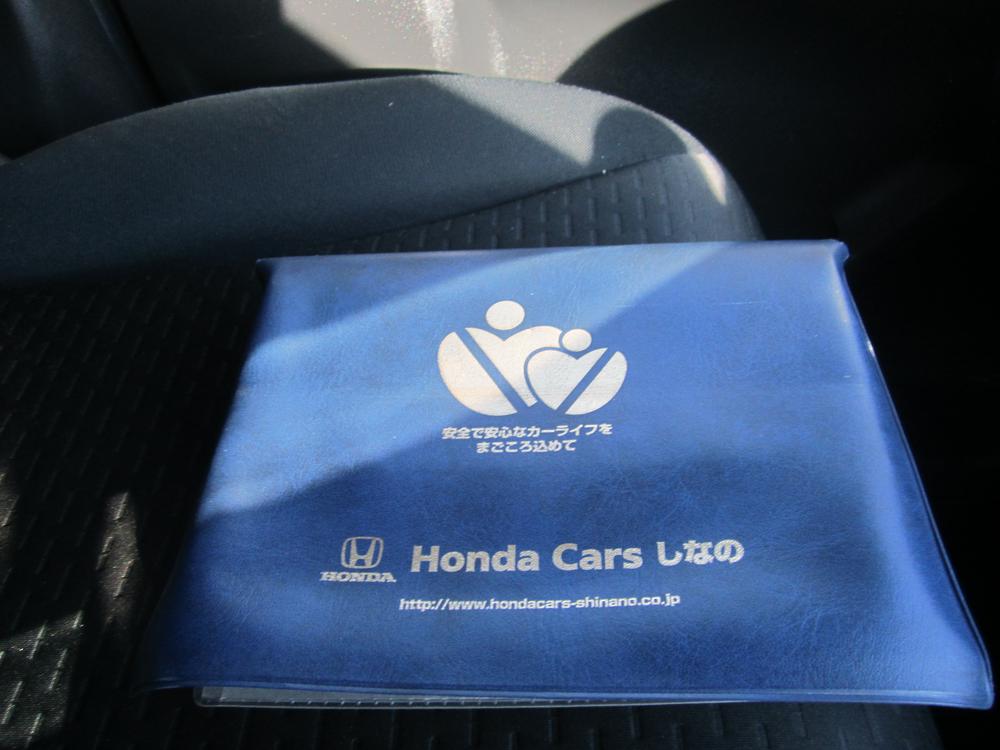 安全で安心なカーライフを
まごころ込めて
HONDA
Honda Cars しなの
http://www.hondacars-shinano.co.jp